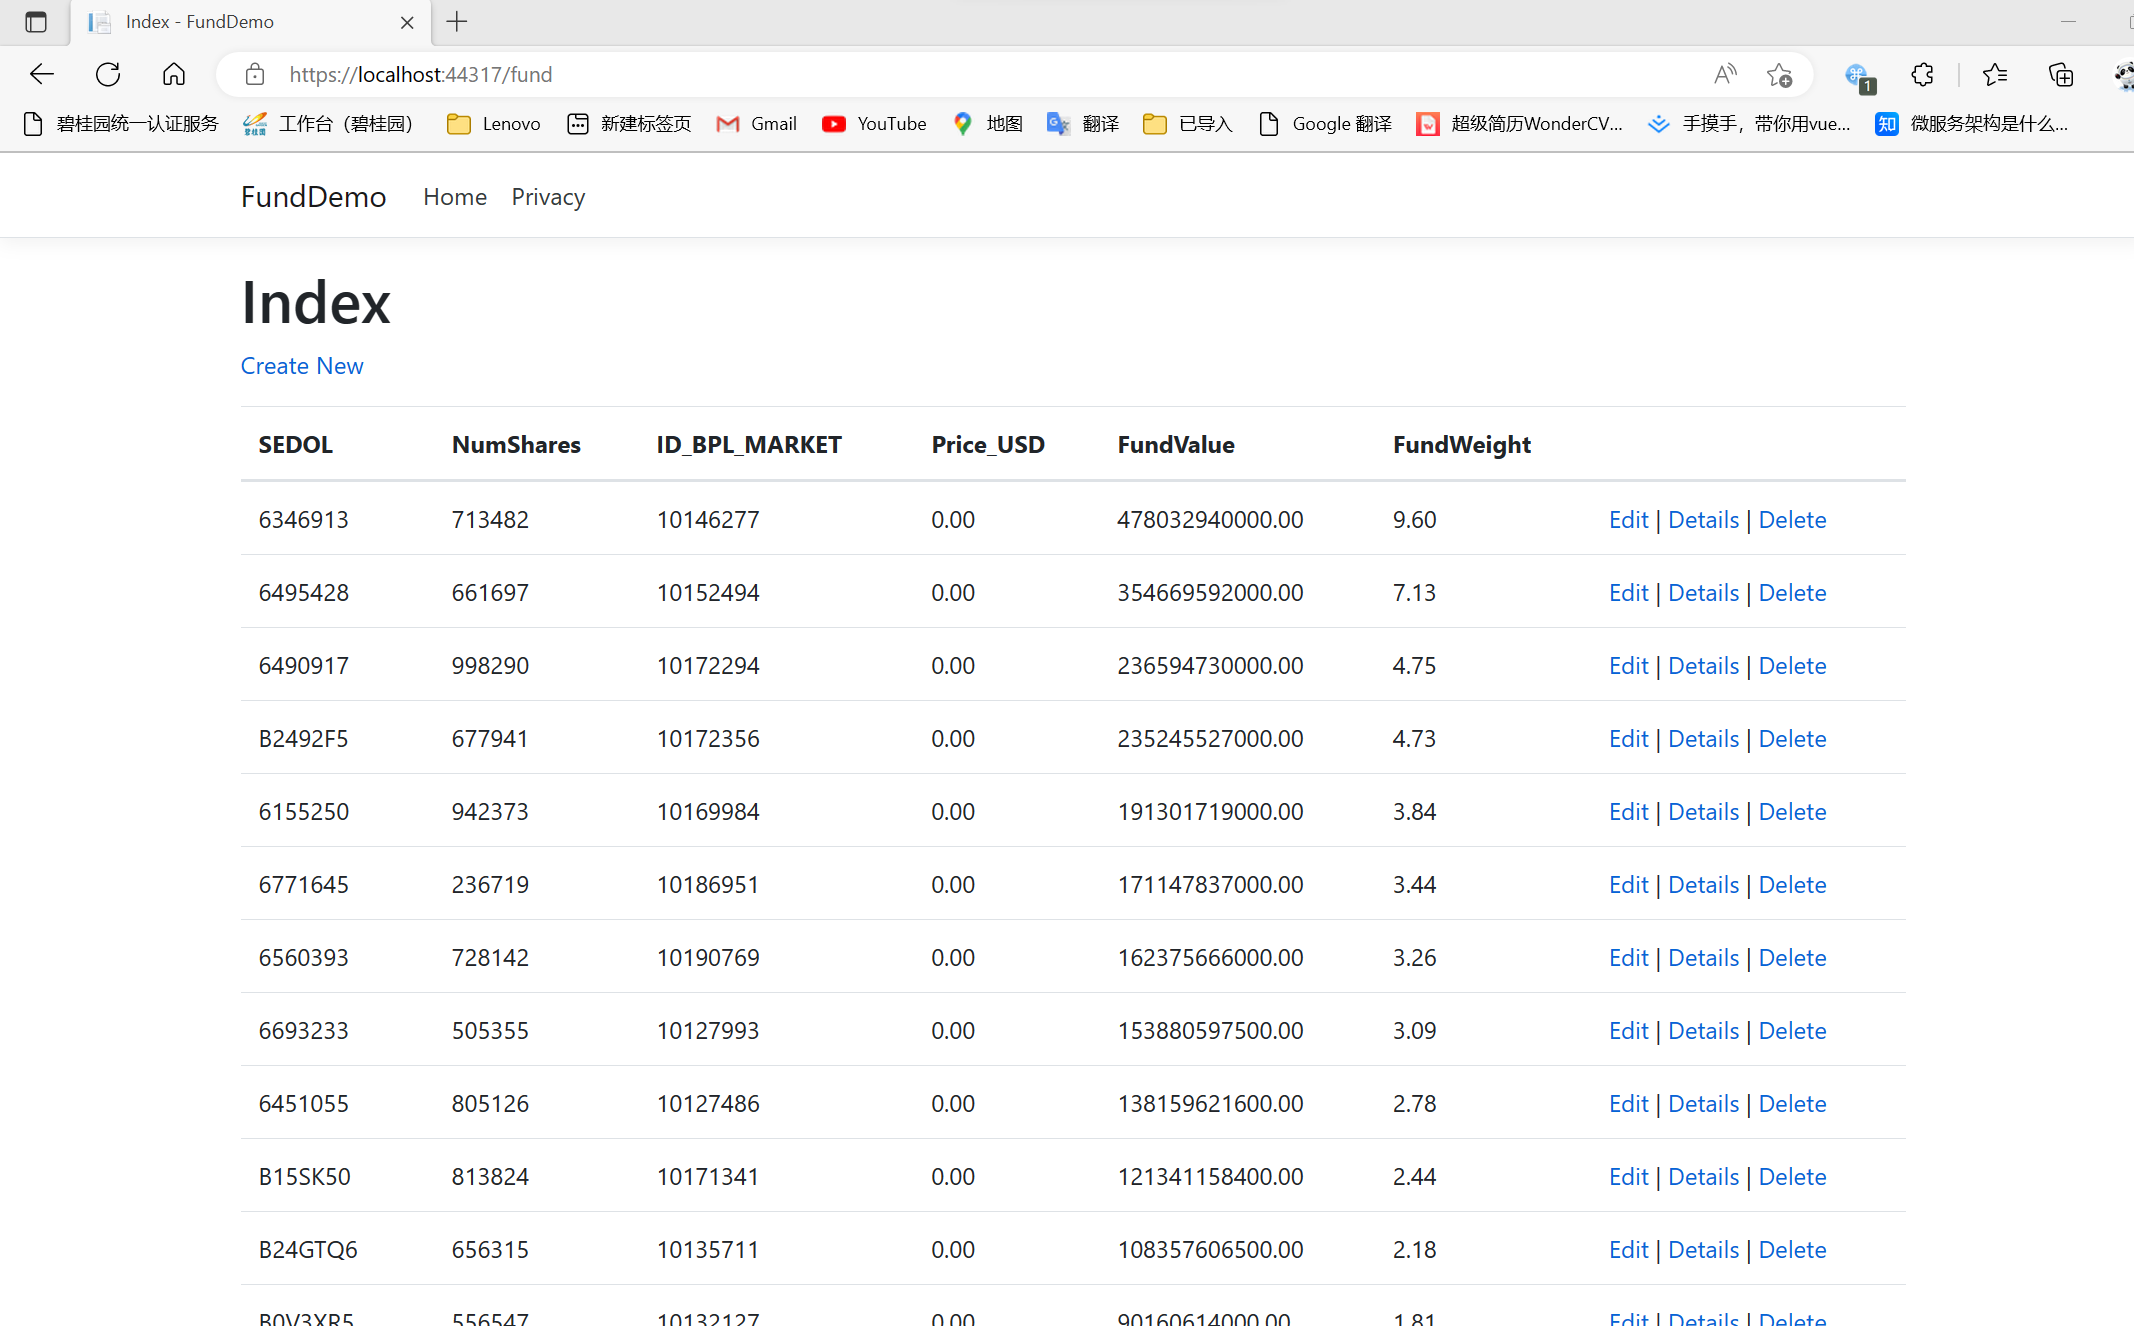 Index - FundDemo
https://localhost:44317/fund
1
碧桂园统一认证服务 工作台（碧桂园） Lenovo 新建标签页 Gmail YouTube 地图 翻译 已导入 Google 翻译 超级简历WonderCV... 手摸手，带你用vue... 知 微服务架构是什么...
FundDemo Home Privacy
Index
Create New
SEDOL NumShares ID_BPL_MARKET Price_USD FundValue FundWeight
6346913 713482 10146277 0.00 478032940000.00 9.60 Edit | Details | Delete
6495428 661697 10152494 0.00 354669592000.00 7.13 Edit | Details | Delete
6490917 998290 10172294 0.00 236594730000.00 4.75 Edit | Details | Delete
B2492F5 677941 10172356 0.00 235245527000.00 4.73 Edit | Details | Delete
6155250 942373 10169984 0.00 191301719000.00 3.84 Edit | Details | Delete
6771645 236719 10186951 0.00 171147837000.00 3.44 Edit | Details | Delete
6560393 728142 10190769 0.00 162375666000.00 3.26 Edit | Details | Delete
6693233 505355 10127993 0.00 153880597500.00 3.09 Edit | Details | Delete
6451055 805126 10127486 0.00 138159621600.00 2.78 Edit | Details | Delete
B15SK50 813824 10171341 0.00 121341158400.00 2.44 Edit | Details | Delete
B24GTQ6 656315 10135711 0.00 108357606500.00 2.18 Edit | Details | Delete
B0V3XR5 556547 10132127 0.00 90160614000.00 1.81 Edit | Details | Delete